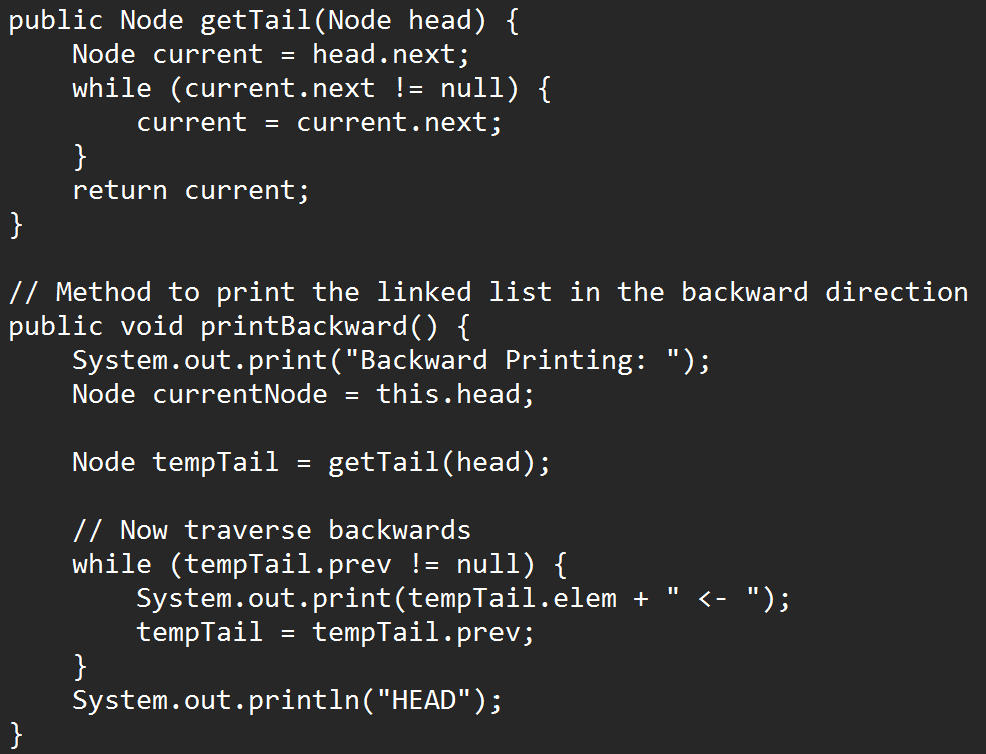 public Node getTail(Node head) {
    Node current = head.next;
    while (current.next != null) {
        current = current.next;
    }
    return current;
}

// Method to print the linked list in the backward direction
public void printBackward() {
    System.out.print("Backward Printing: ");
    Node currentNode = this.head;

    Node tempTail = getTail(head);

    // Now traverse backwards
    while (tempTail.prev != null) {
        System.out.print(tempTail.elem + " <- ");
        tempTail = tempTail.prev;
    }
    System.out.println("HEAD");
}